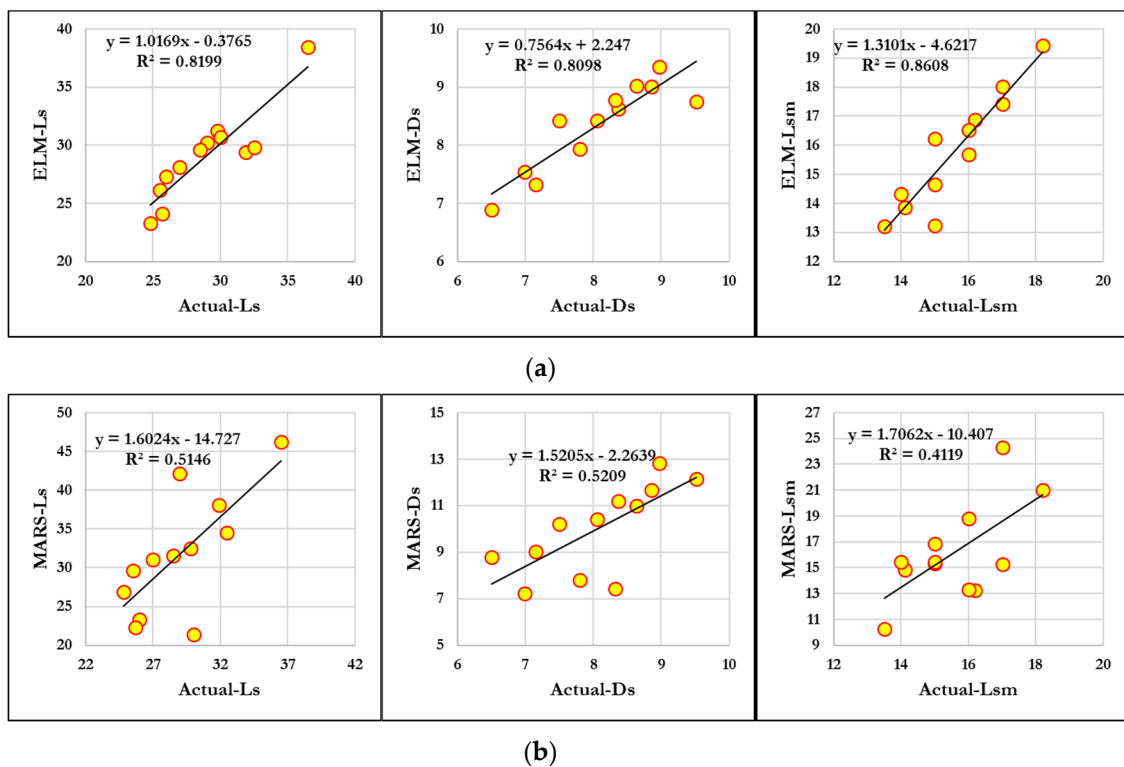 y = 1.0169x - 0.3765
R² = 0.8199
40
35
30
25
20
20 25 30 35 40
ELM-Ls
Actual-Ls
y = 0.7564x + 2.247
R² = 0.8098
10
9
8
7
6
6 7 8 9 10
ELM-Ds
Actual-Ds
y = 1.3101x - 4.6217
R² = 0.8608
20
19
18
17
16
15
14
13
12
12 14 16 18 20
ELM-Lsm
Actual-Lsm
(a)
y = 1.6024x - 14.727
R² = 0.5146
50
45
40
35
30
25
20
22 27 32 37 42
MARS-Ls
Actual-Ls
y = 1.5205x - 2.2639
R² = 0.5209
15
13
11
9
7
5
6 7 8 9 10
MARS-Ds
Actual-Ds
y = 1.7062x - 10.407
R² = 0.4119
27
25
23
21
19
17
15
13
11
9
12 14 16 18 20
MARS-Lsm
Actual-Lsm
(b)